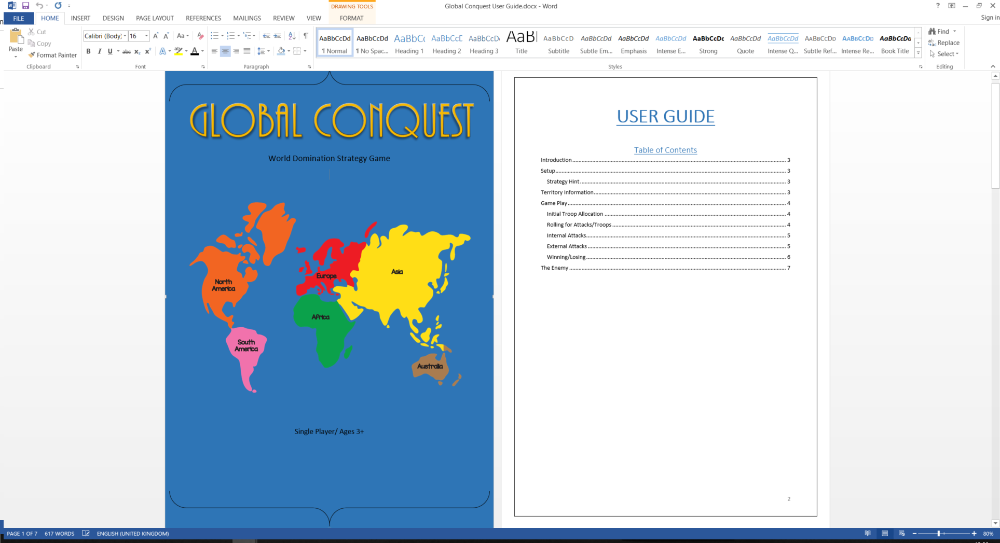 DRAWING TOOLS
Global Conquest User Guide.docx - Word
?
FILE HOME INSERT DESIGN PAGE LAYOUT REFERENCES MAILINGS REVIEW VIEW FORMAT
Sign in
Paste
Cut
Copy
Format Painter
Clipboard
Calibri (Body) 16
Font
Paragraph
AaBbCcDd AaBbCcDd AaBbC( AaBbCcE AaBbCcD( AaBl AaBbCcD AaBbCcDd AaBbCcDd AaBbCcDd AaBbCcDc AaBbCcDd AaBbCcDd AaBbCcDd AaBbCcDd AaBbCcDd
¶ Normal ¶ No Spac... Heading 1 Heading 2 Heading 3 Title Subtitle Subtle Em... Emphasis Intense E... Strong Quote Intense Q... Subtle Ref... Intense Re... Book Title
Styles
Find
Replace
Select
Editing
GLOBAL CONQUEST
World Domination Strategy Game
North
America
South
America
Europe
Africa
Asia
Australia
Single Player/ Ages 3+
USER GUIDE
Table of Contents
Introduction 3
Setup 3
Strategy Hint 3
Territory Information 3
Game Play 4
Initial Troop Allocation 4
Rolling for Attacks/Troops 4
Internal Attacks 5
External Attacks 5
Winning/Losing 6
The Enemy 7
2
PAGE 1 OF 7 617 WORDS ENGLISH (UNITED KINGDOM)
80%